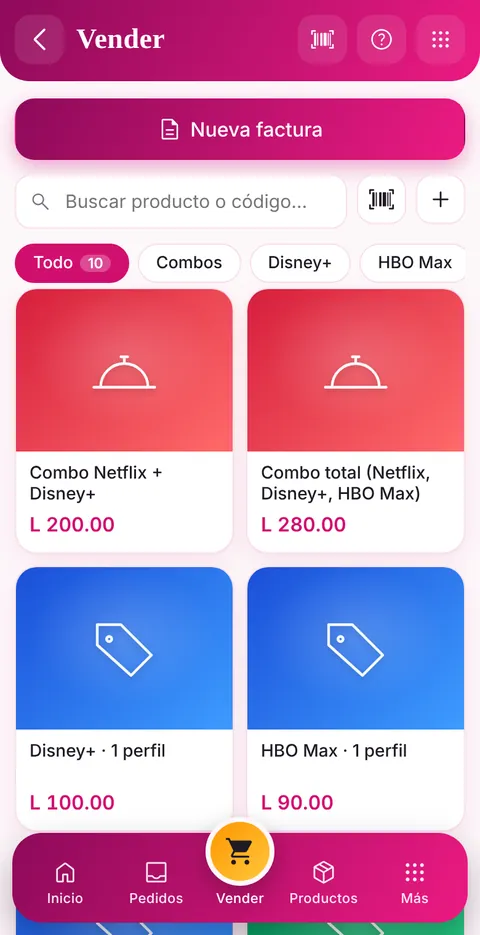 Vender
Nueva factura
Buscar producto o código...
Todo 10
Combos
Disney+
HBO Max
Combo Netflix +
Disney+
L 200.00
Combo total (Netflix,
Disney+, HBO Max)
L 280.00
Disney+ · 1 perfil
L 100.00
HBO Max · 1 perfil
L 90.00
Inicio
Pedidos
Vender
Productos
Más